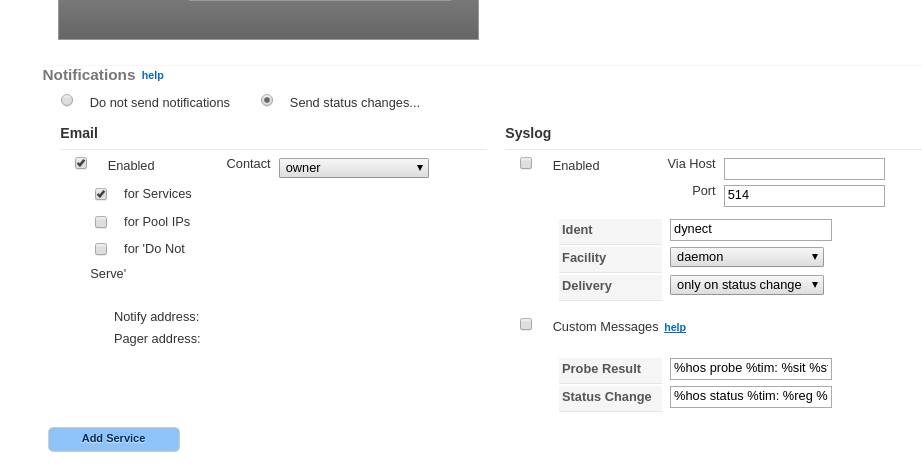 Notifications help
Do not send notifications Send status changes...
Email
Enabled Contact owner
for Services
for Pool IPs
for 'Do Not
Serve'
Notify address:
Pager address:
Syslog
Enabled Via Host
Port 514
Ident dynect
Facility daemon
Delivery only on status change
Custom Messages help
Probe Result %hos probe %tim: %sit %s
Status Change %hos status %tim: %reg %
Add Service